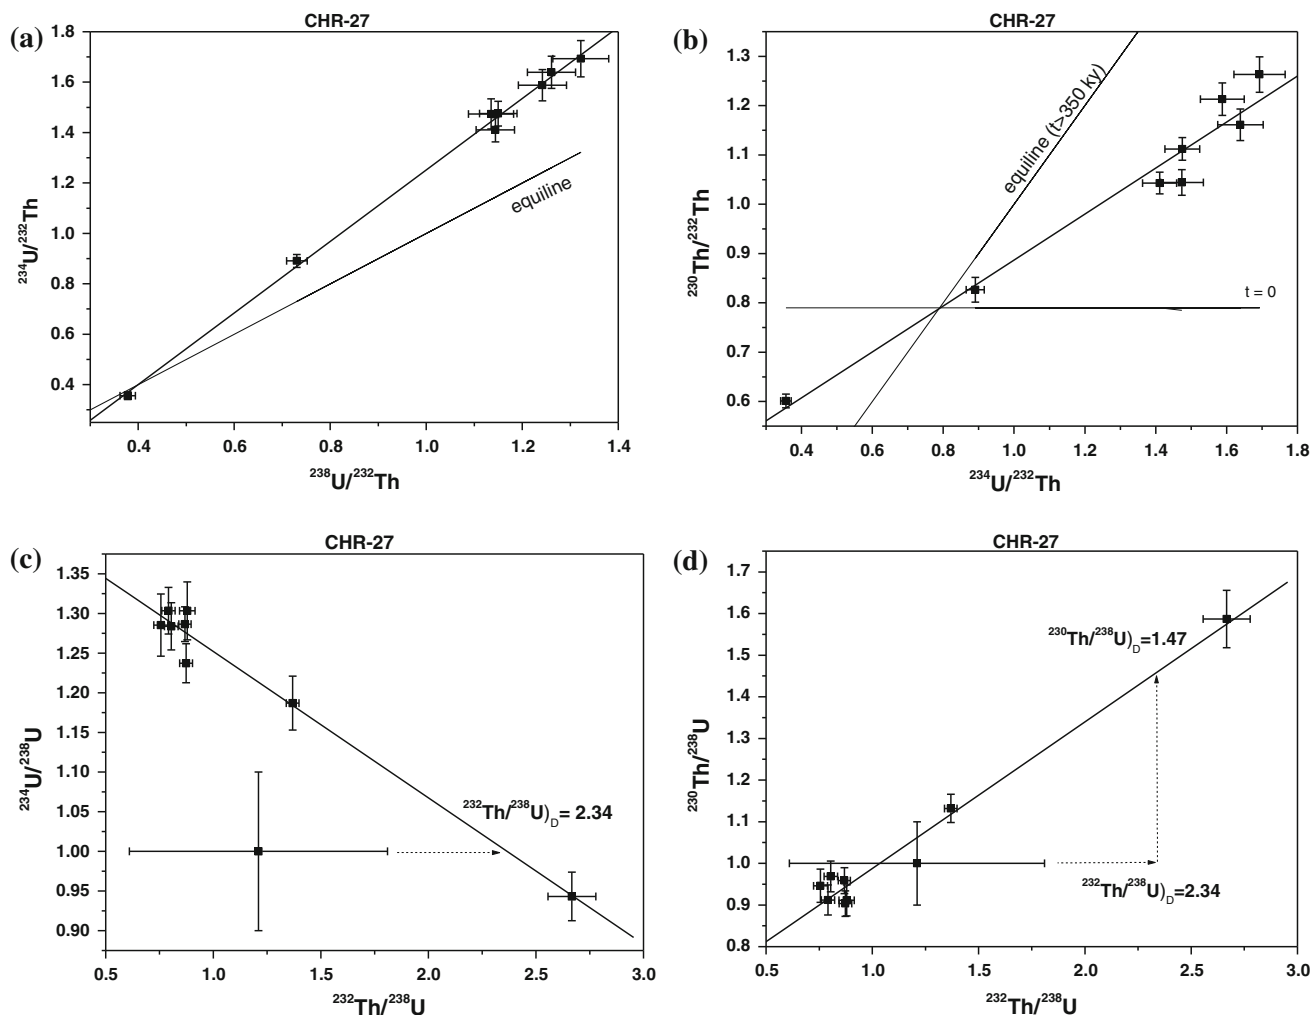 (a)
CHR-27
1.8
1.6
1.4
1.2
1.0
0.8
0.6
0.4
²³⁴U/²³²Th
equiline
0.4
0.6
0.8
1.0
1.2
1.4
²³⁸U/²³²Th
(b)
CHR-27
1.3
1.2
1.1
1.0
0.9
0.8
0.7
0.6
²³⁰Th/²³²Th
equiline (t>350 ky)
t = 0
0.4
0.6
0.8
1.0
1.2
1.4
1.6
1.8
²³⁴U/²³²Th
(c)
CHR-27
1.35
1.30
1.25
1.20
1.15
1.10
1.05
1.00
0.95
0.90
²³⁴U/²³⁸U
²³²Th/²³⁸U)D= 2.34
0.5
1.0
1.5
2.0
2.5
3.0
²³²Th/²³⁸U
(d)
CHR-27
1.7
1.6
1.5
1.4
1.3
1.2
1.1
1.0
0.9
0.8
²³⁰Th/²³⁸U
²³⁰Th/²³⁸U)D=1.47
²³²Th/²³⁸U)D=2.34
0.5
1.0
1.5
2.0
2.5
3.0
²³²Th/²³⁸U